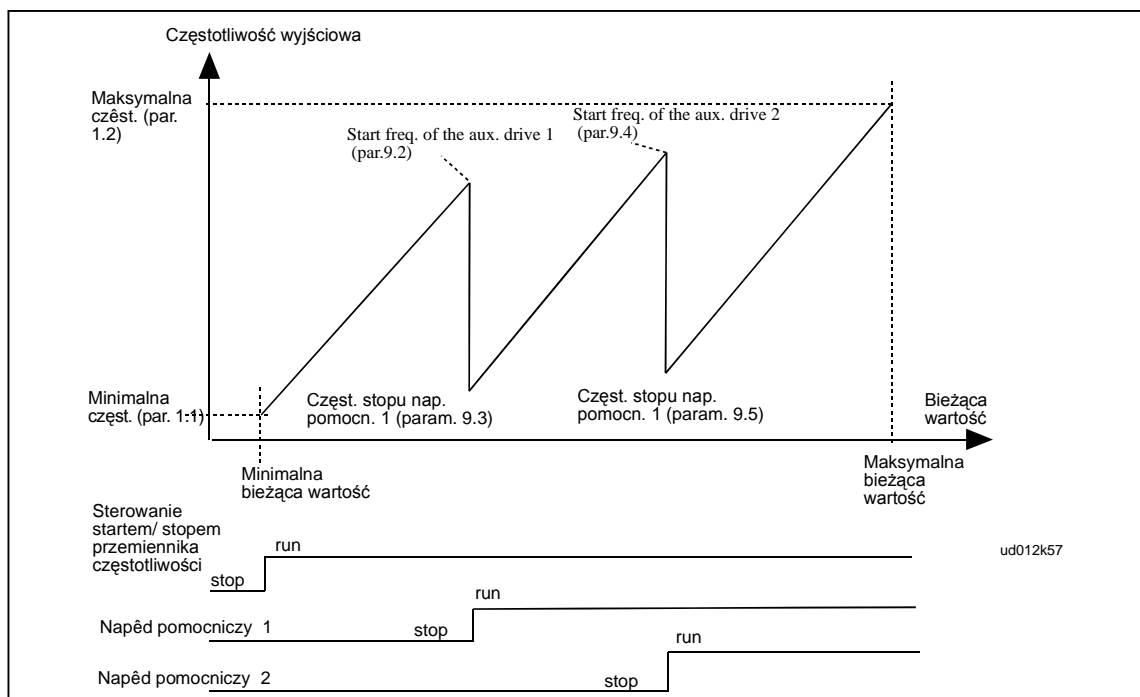 Częstotliwość wyjściowa
Maksymalna
czêst. (par.
1.2)
Start freq. of the aux. drive 1
(par.9.2)
Start freq. of the aux. drive 2
(par.9.4)
Minimalna
częst. (par. 1.1)
Częst. stopu nap.
pomocn. 1 (param. 9.3)
Częst. stopu nap.
pomocn. 1 (param. 9.5)
Bieżąca
wartość
Minimalna
bieżąca wartość
Maksymalna
bieżąca
wartość
Sterowanie
startem/ stopem
przemiennika
częstotliwości
stop
run
ud012k57
Napêd pomocniczy 1
stop
run
Napêd pomocniczy 2
stop
run